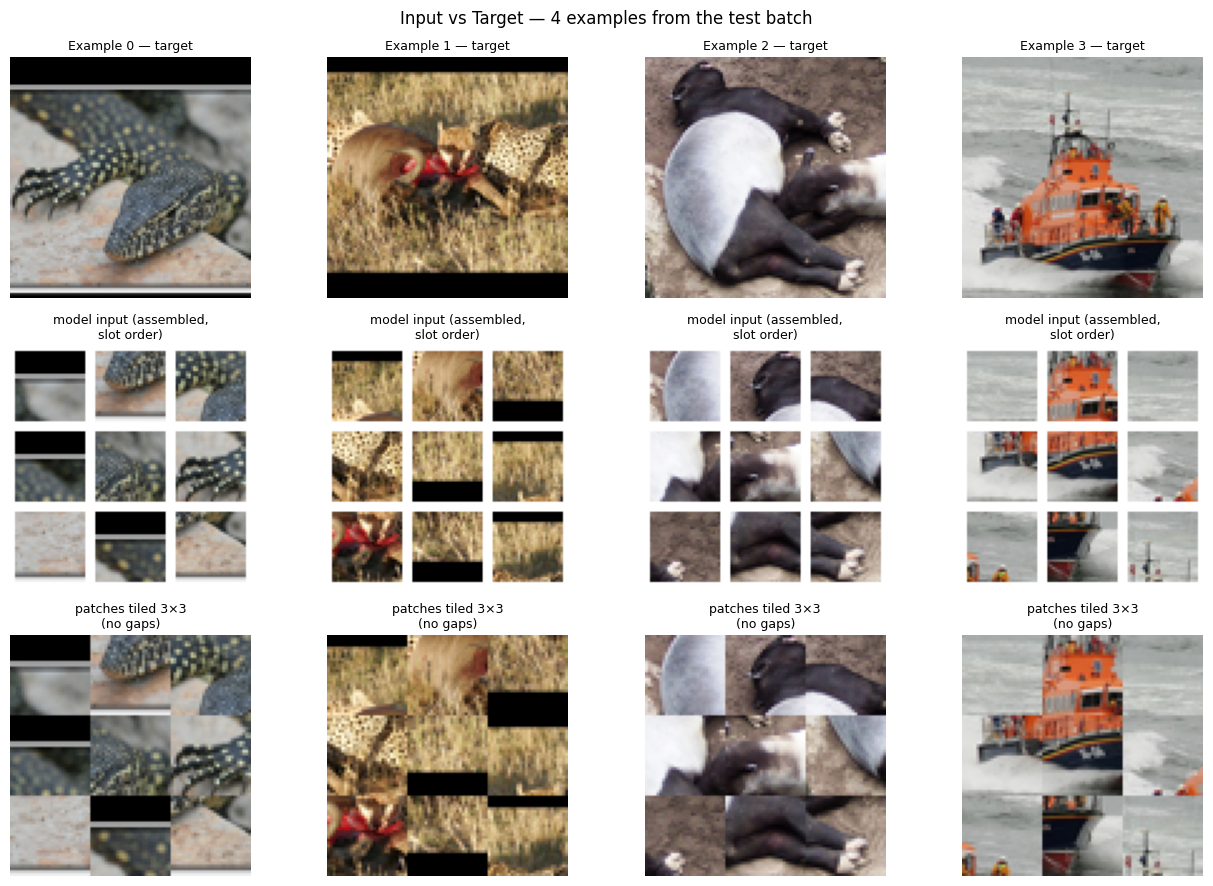 Input vs Target — 4 examples from the test batch
Example 0 — target
Example 1 — target
Example 2 — target
Example 3 — target
model input (assembled,
slot order)
model input (assembled,
slot order)
model input (assembled,
slot order)
model input (assembled,
slot order)
patches tiled 3×3
(no gaps)
patches tiled 3×3
(no gaps)
patches tiled 3×3
(no gaps)
patches tiled 3×3
(no gaps)